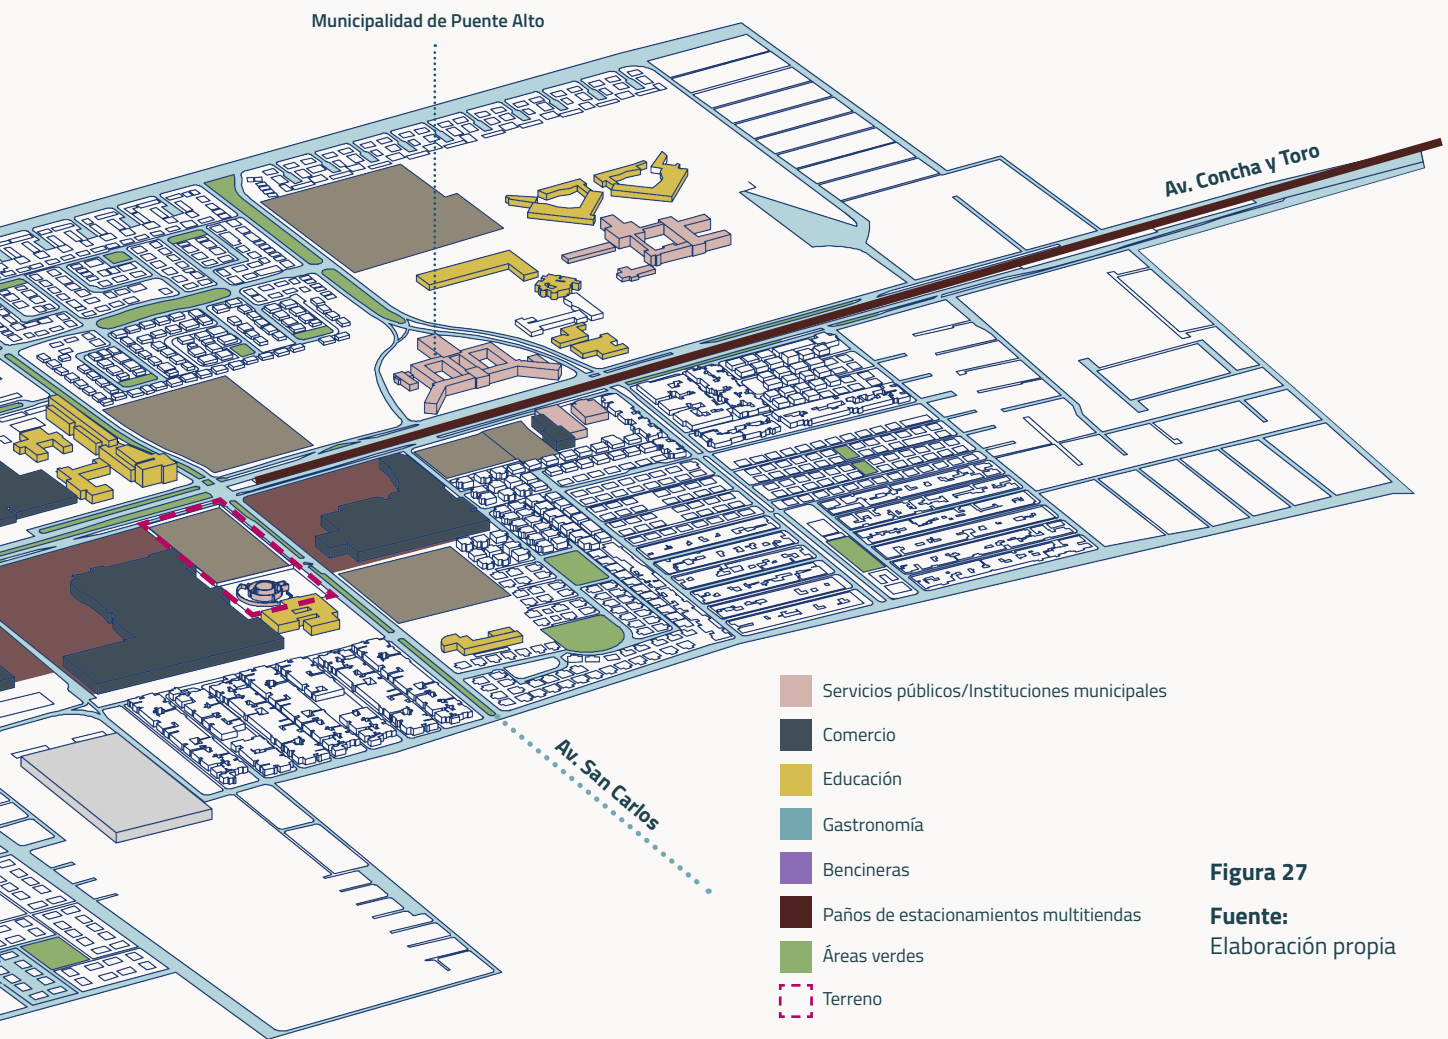 Municipalidad de Puente Alto
Av. Concha y Toro
Av. San Carlos
Servicios públicos/Instituciones municipales
Comercio
Educación
Gastronomía
Bencineras
Paños de estacionamientos multitiendas
Áreas verdes
Terreno
Figura 27
Fuente:
Elaboración propia